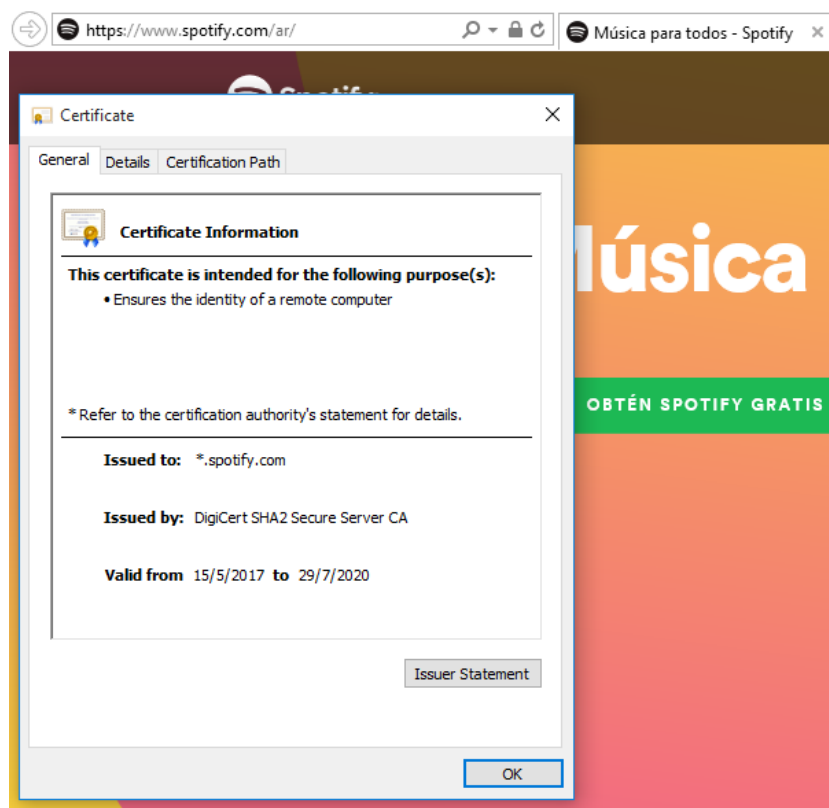 https://www.spotify.com/ar/
Música para todos - Spotify
Certificate
General Details Certification Path
Certificate Information
This certificate is intended for the following purpose(s):
• Ensures the identity of a remote computer
* Refer to the certification authority's statement for details.
Issued to: *.spotify.com
Issued by: DigiCert SHA2 Secure Server CA
Valid from 15/5/2017 to 29/7/2020
Issuer Statement
OK
Música
OBTÉN SPOTIFY GRATIS